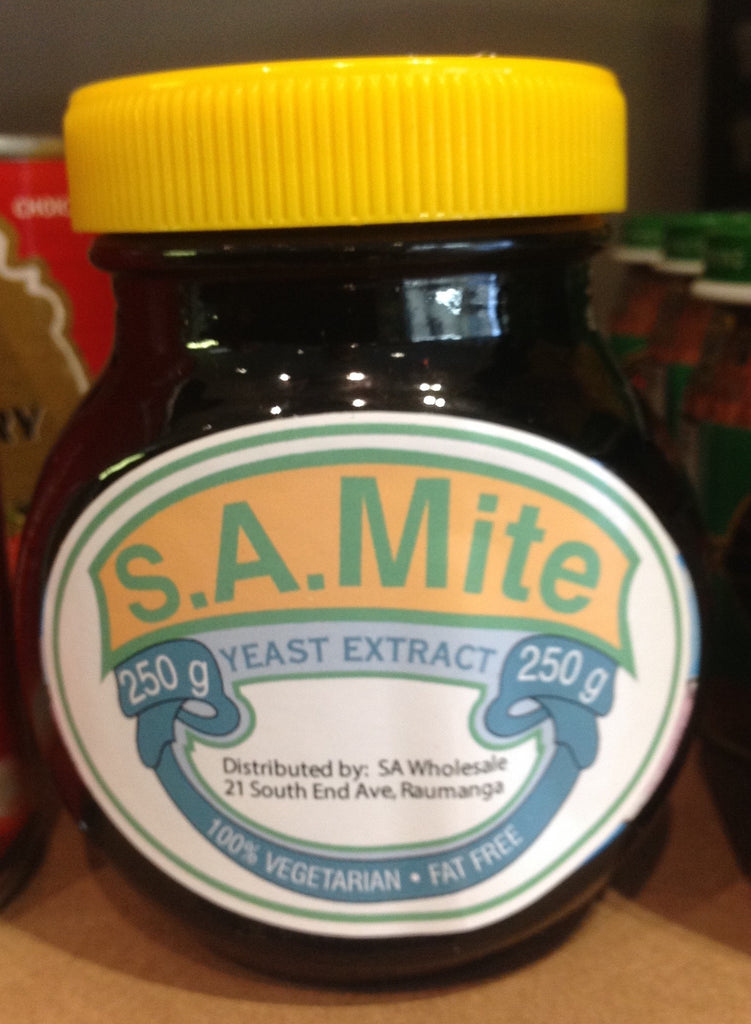 S.A.Mite
YEAST EXTRACT
250 g
250 g
Distributed by: SA Wholesale
21 South End Ave, Raumanga
100% VEGETARIAN • FAT FREE